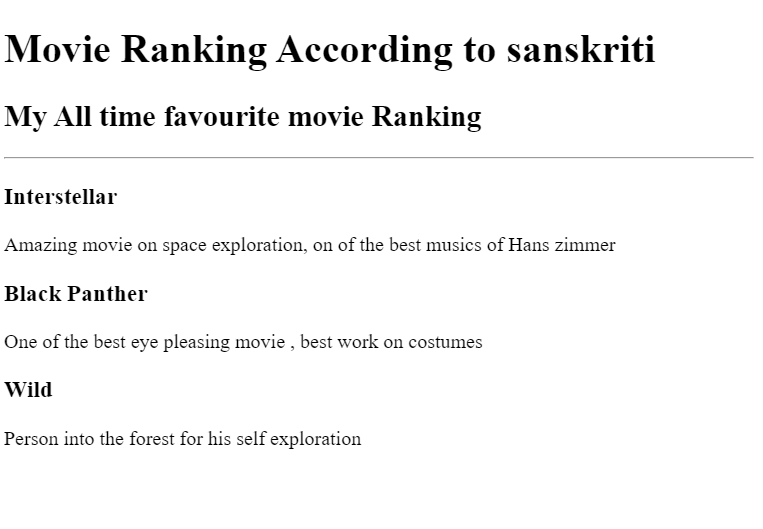 Movie Ranking According to sanskriti
My All time favourite movie Ranking
Interstellar
Amazing movie on space exploration, on of the best musics of Hans zimmer
Black Panther
One of the best eye pleasing movie , best work on costumes
Wild
Person into the forest for his self exploration